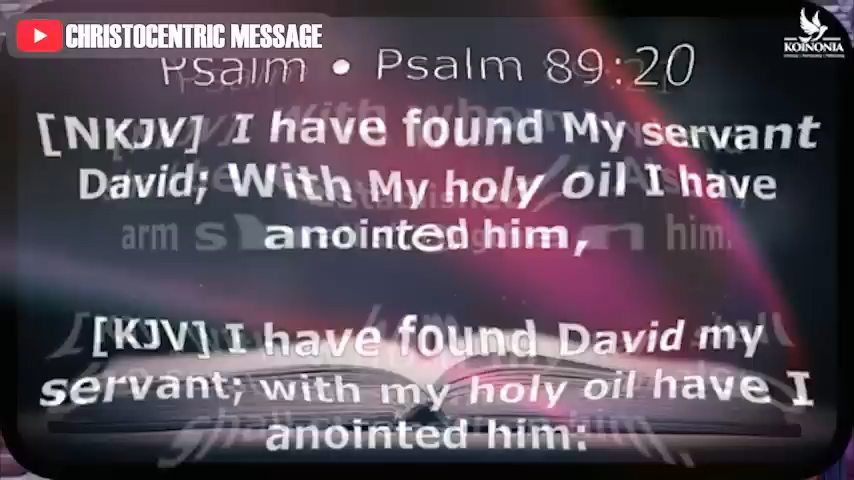 CHRISTOCENTRIC MESSAGE
KOINONIA
Psalm • Psalm 89:20
[NKJV] I have found My servant
David; With My holy oil I have
anointed him,
[KJV] I have found David my
servant; with my holy oil have I
anointed him: